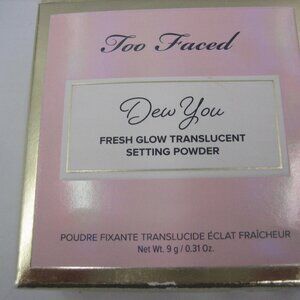 Too Faced
Dew You
FRESH GLOW TRANSLUCENT
SETTING POWDER
POUDRE FIXANTE TRANSLUCIDE ÉCLAT FRAÎCHEUR
Net Wt. 9 g / 0.31 Oz.